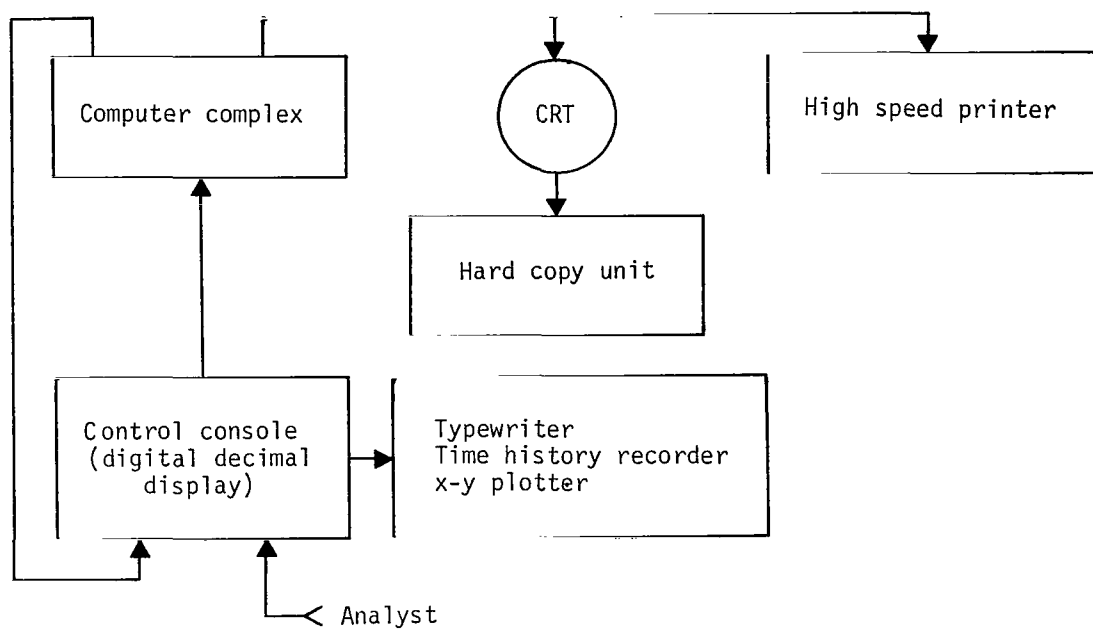 Computer complex
CRT
High speed printer
Hard copy unit
Control console
(digital decimal
display)
Typewriter
Time history recorder
x-y plotter
Analyst